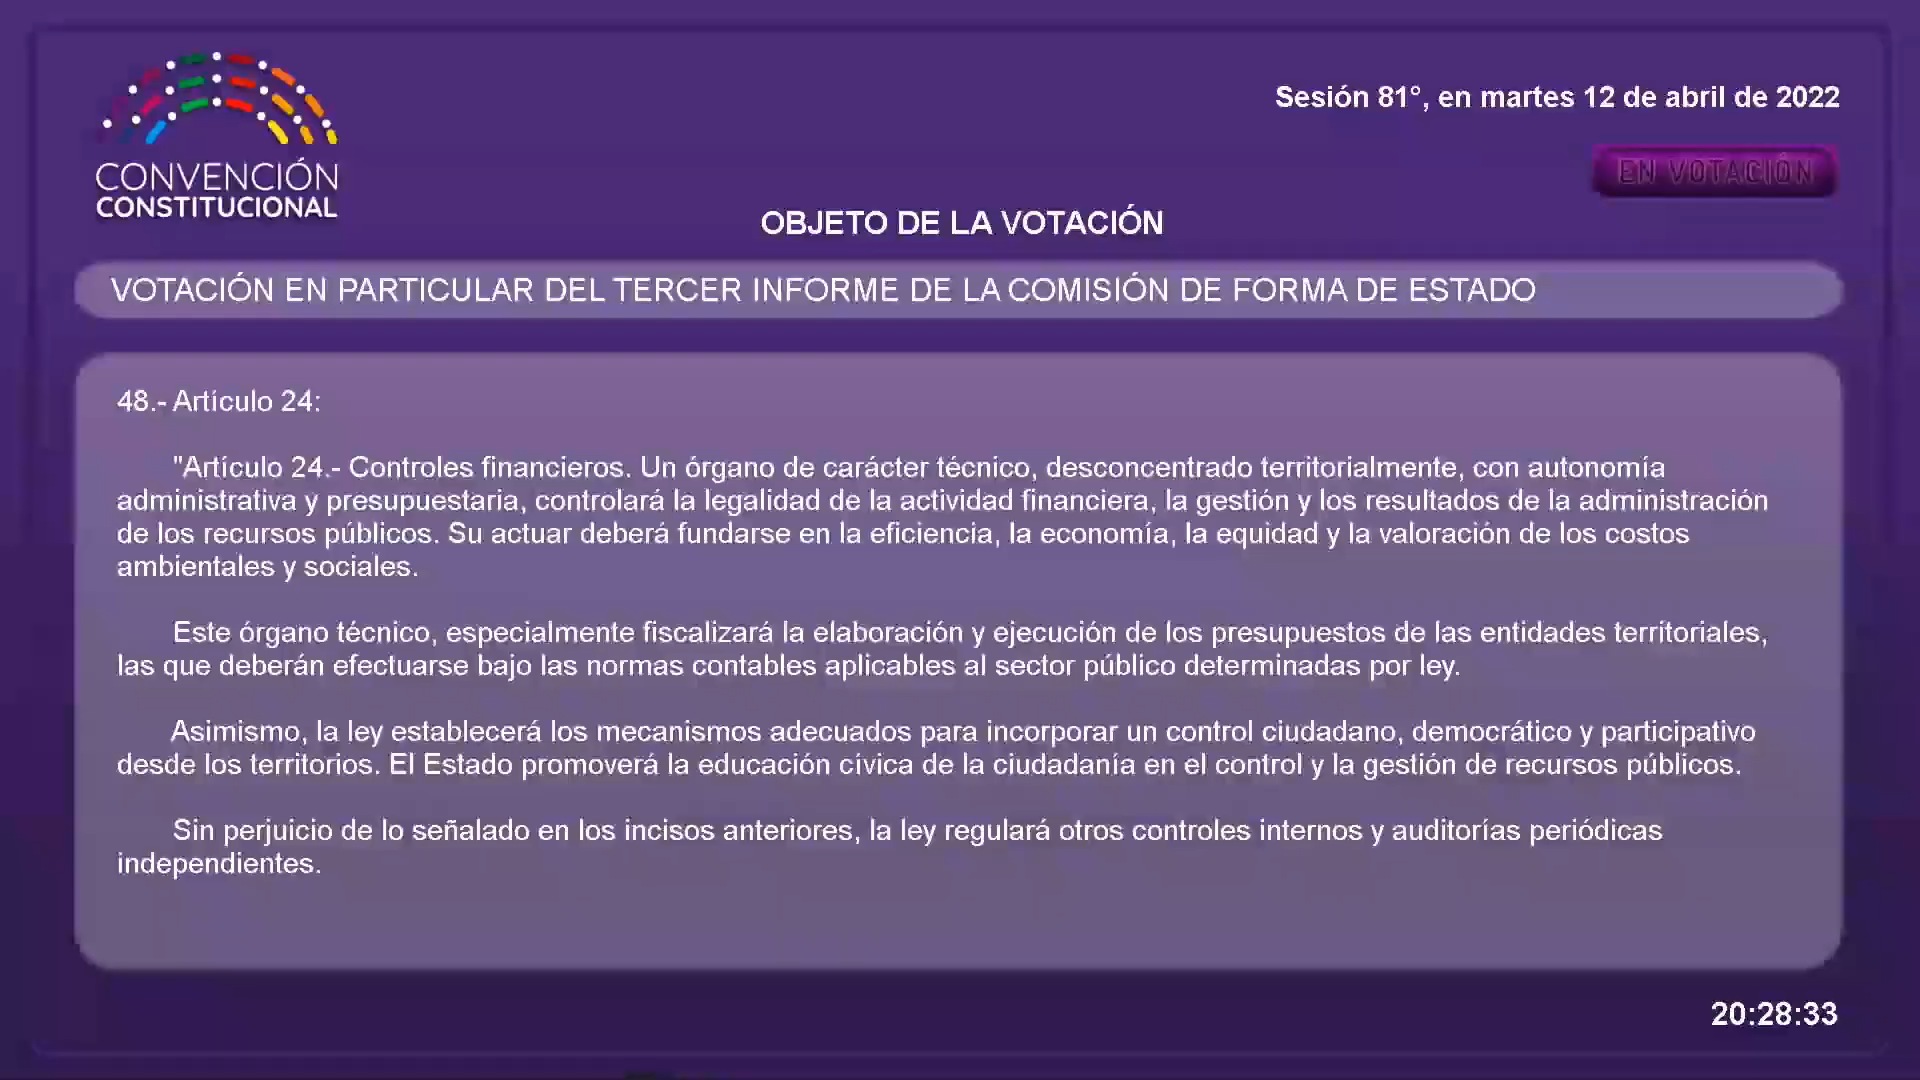 CONVENCIÓN
CONSTITUCIONAL
Sesión 81°, en martes 12 de abril de 2022
EN VOTACIÓN
OBJETO DE LA VOTACIÓN
VOTACIÓN EN PARTICULAR DEL TERCER INFORME DE LA COMISIÓN DE FORMA DE ESTADO
48.- Artículo 24:
"Artículo 24.- Controles financieros. Un órgano de carácter técnico, desconcentrado territorialmente, con autonomía
administrativa y presupuestaria, controlará la legalidad de la actividad financiera, la gestión y los resultados de la administración
de los recursos públicos. Su actuar deberá fundarse en la eficiencia, la economía, la equidad y la valoración de los costos
ambientales y sociales.
Este órgano técnico, especialmente fiscalizará la elaboración y ejecución de los presupuestos de las entidades territoriales,
las que deberán efectuarse bajo las normas contables aplicables al sector público determinadas por ley.
Asimismo, la ley establecerá los mecanismos adecuados para incorporar un control ciudadano, democrático y participativo
desde los territorios. El Estado promoverá la educación cívica de la ciudadanía en el control y la gestión de recursos públicos.
Sin perjuicio de lo señalado en los incisos anteriores, la ley regulará otros controles internos y auditorías periódicas
independientes.
20:28:33